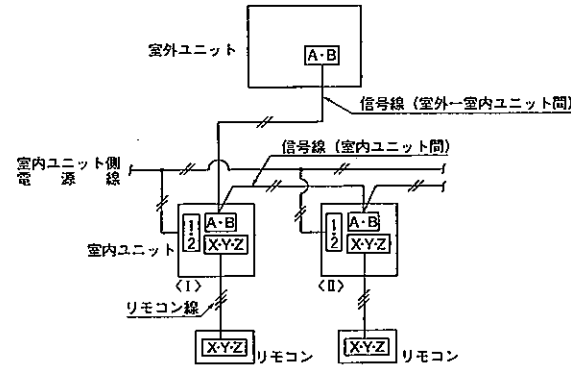 室外ユニット
A・B
信号線 (室外ー室内ユニット間)
信号線 (室内ユニット間)
室内ユニット側
電源線
1・2
A・B
X・Y・Z
1・2
A・B
X・Y・Z
室内ユニット
〈I〉
〈II〉
リモコン線
X・Y・Z
リモコン
X・Y・Z
リモコン